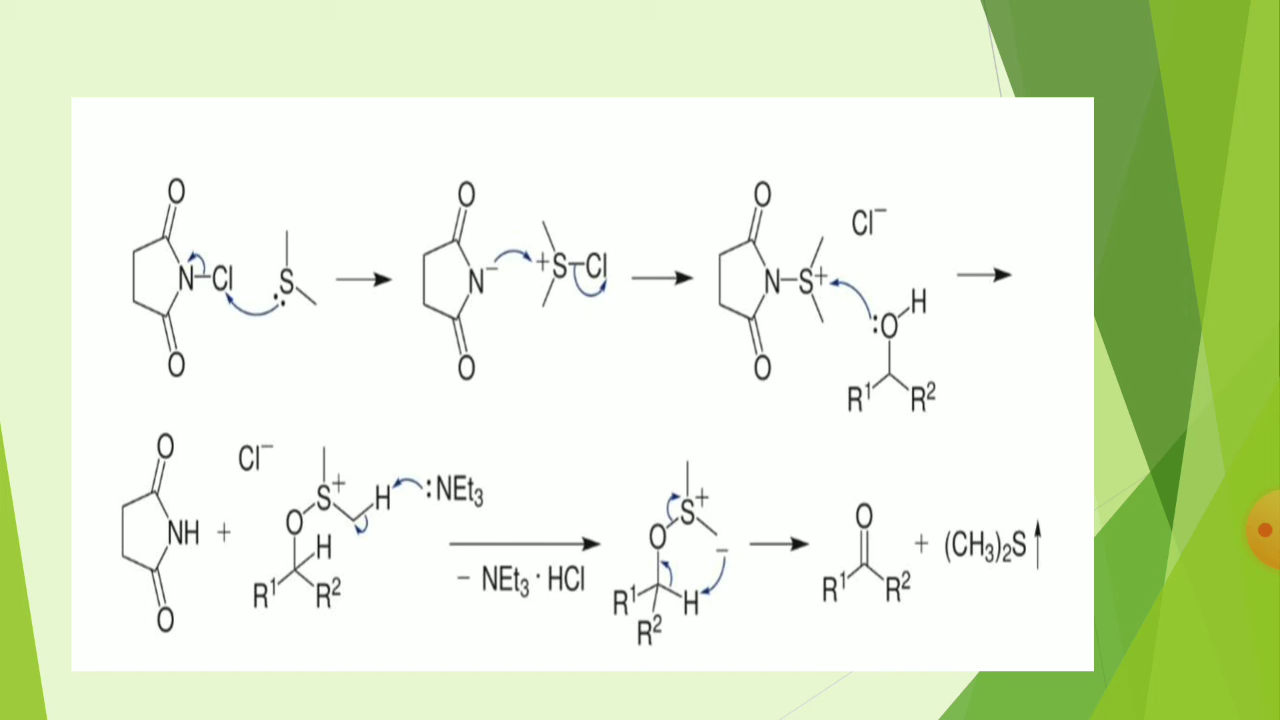 O O O
Cl⁻
N–Cl :S N⁻ +S–Cl N–S+
:O H
O O O R¹ R²
O Cl⁻
S+ H :NEt₃ S+
NH + O O O
H – NEt₃ · HCl – + (CH₃)₂S↑
R¹ R² R¹ H R¹ R²
O R²